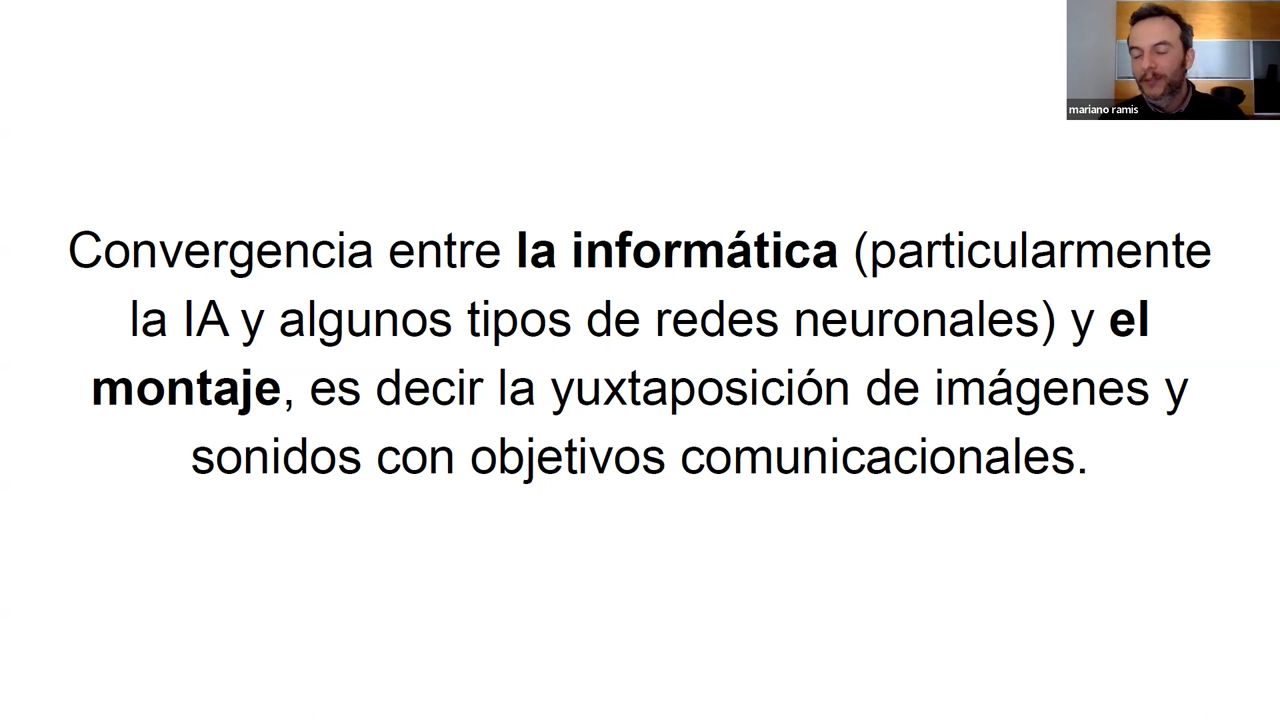 mariano ramis
Convergencia entre la informática (particularmente
la IA y algunos tipos de redes neuronales) y el
montaje, es decir la yuxtaposición de imágenes y
sonidos con objetivos comunicacionales.